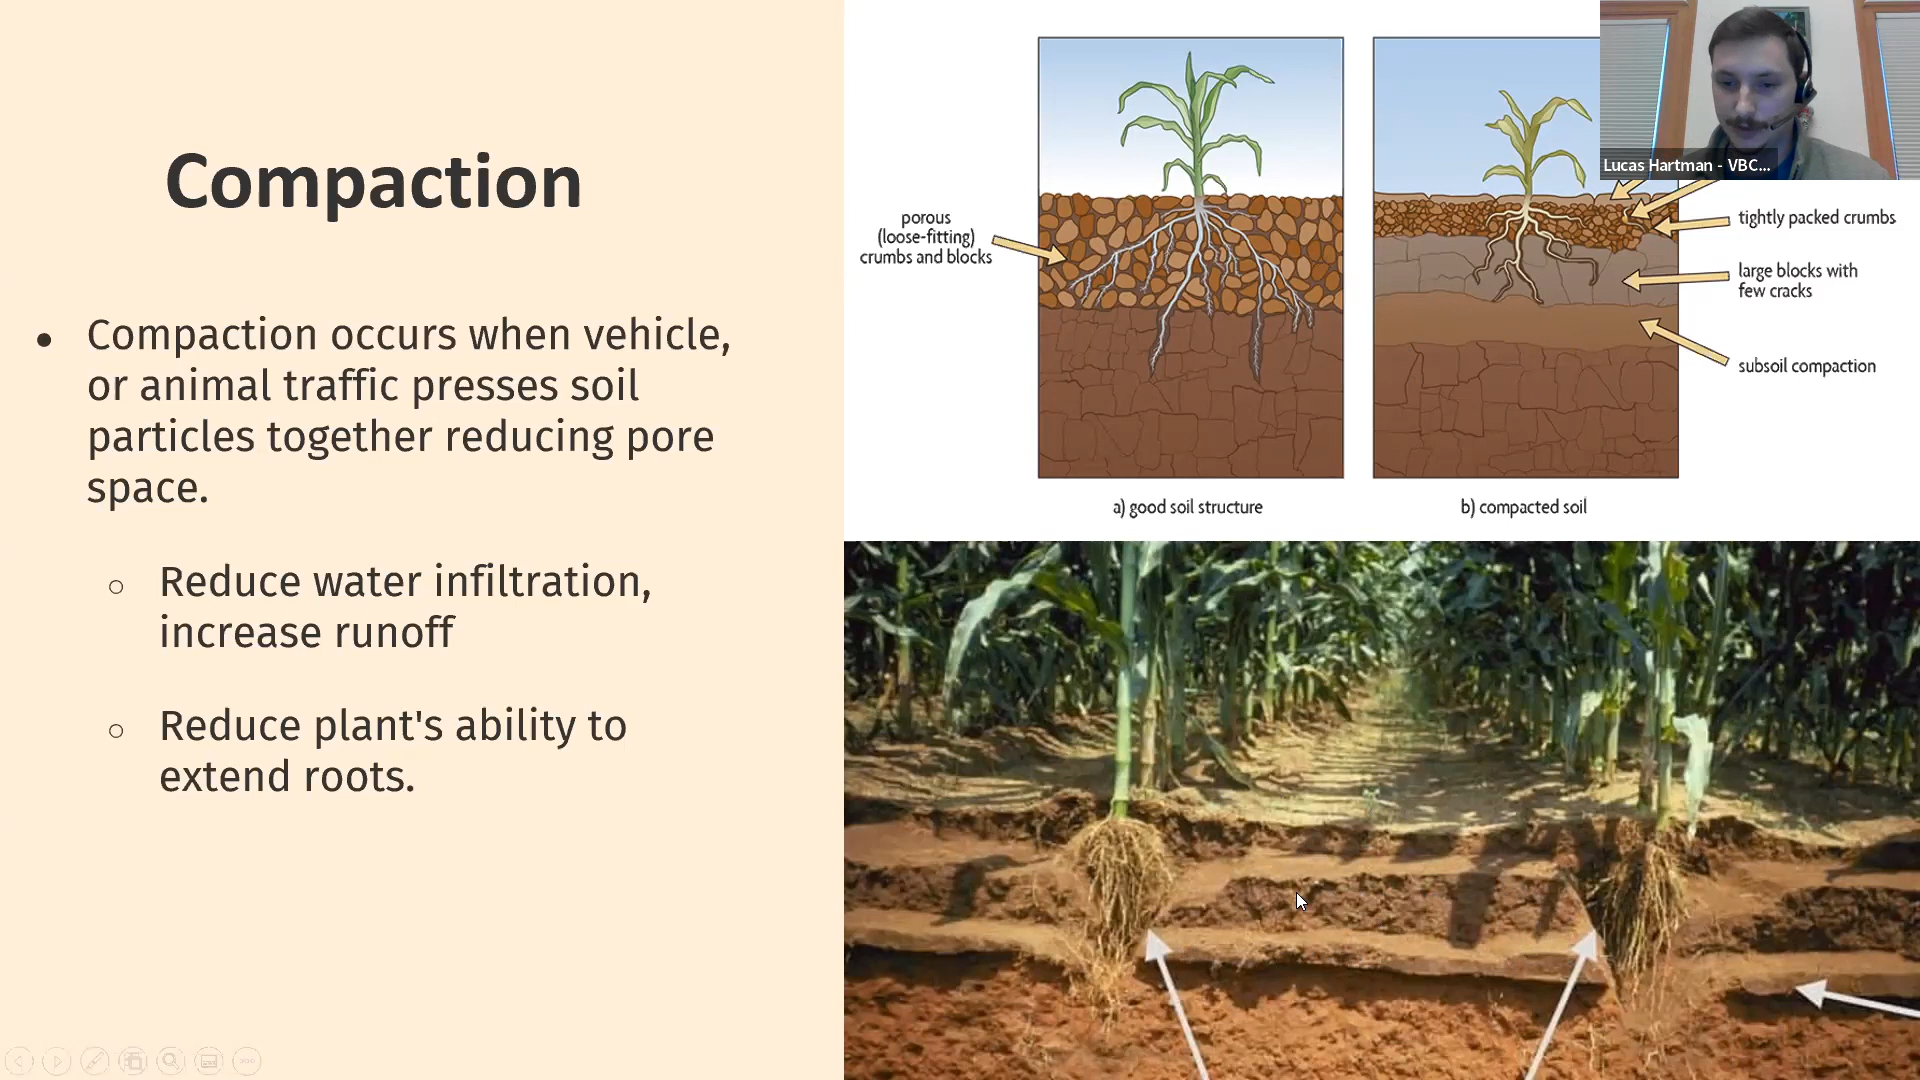 Compaction
• Compaction occurs when vehicle,
or animal traffic presses soil
particles together reducing pore
space.
○ Reduce water infiltration,
increase runoff
○ Reduce plant's ability to
extend roots.
porous
(loose-fitting)
crumbs and blocks
a) good soil structure
Lucas Hartman - VBC...
tightly packed crumbs
large blocks with
few cracks
subsoil compaction
b) compacted soil